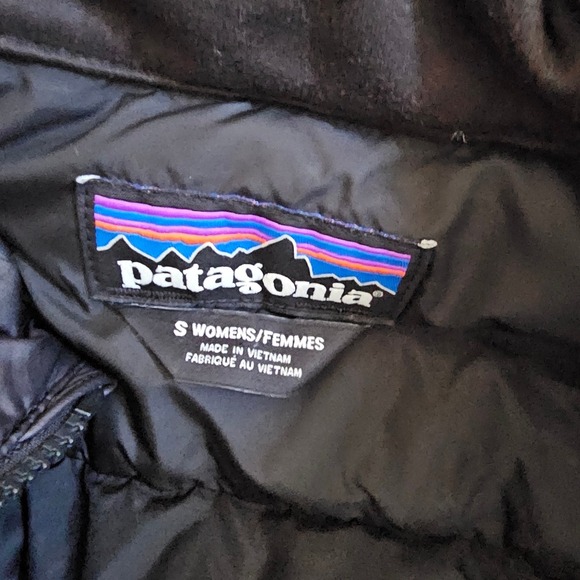 patagonia®
S WOMENS/FEMMES
MADE IN VIETNAM
FABRIQUÉ AU VIETNAM